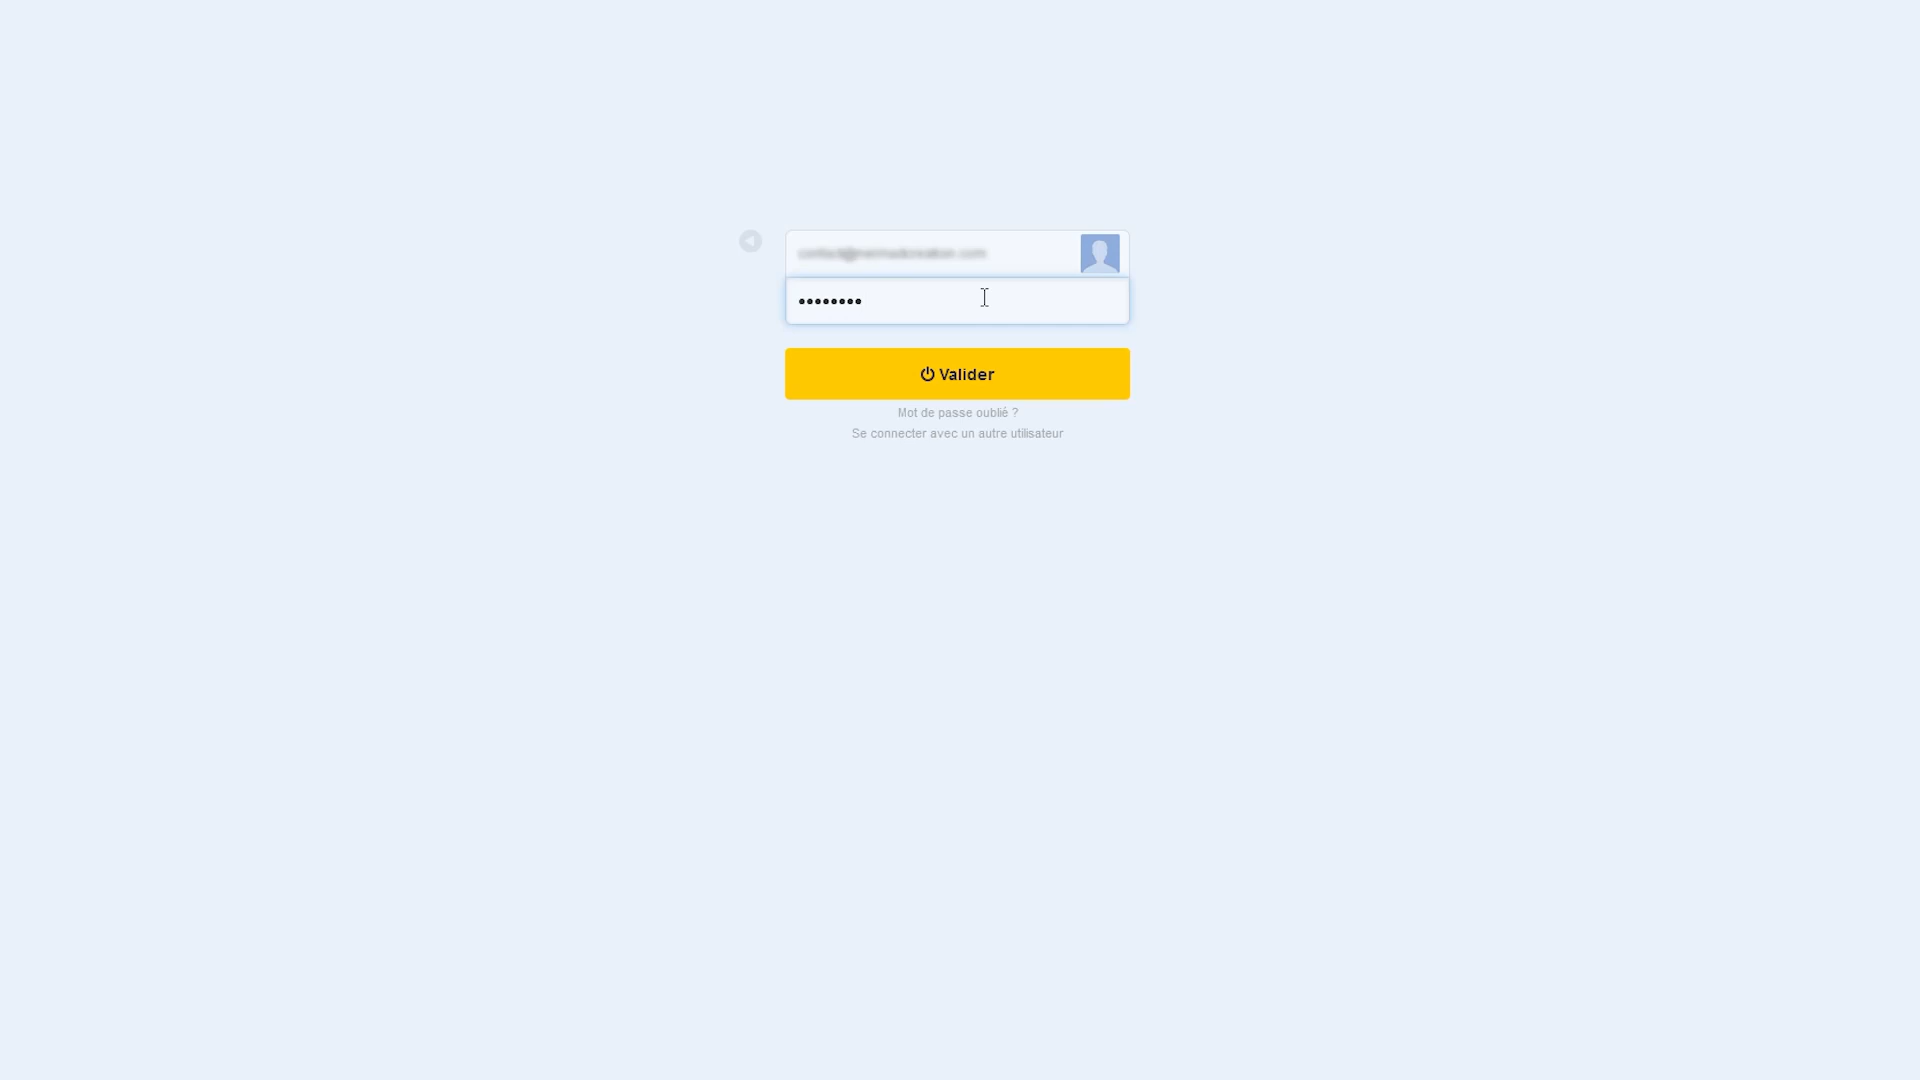 ••••••••
Valider
Mot de passe oublié ?
Se connecter avec un autre utilisateur